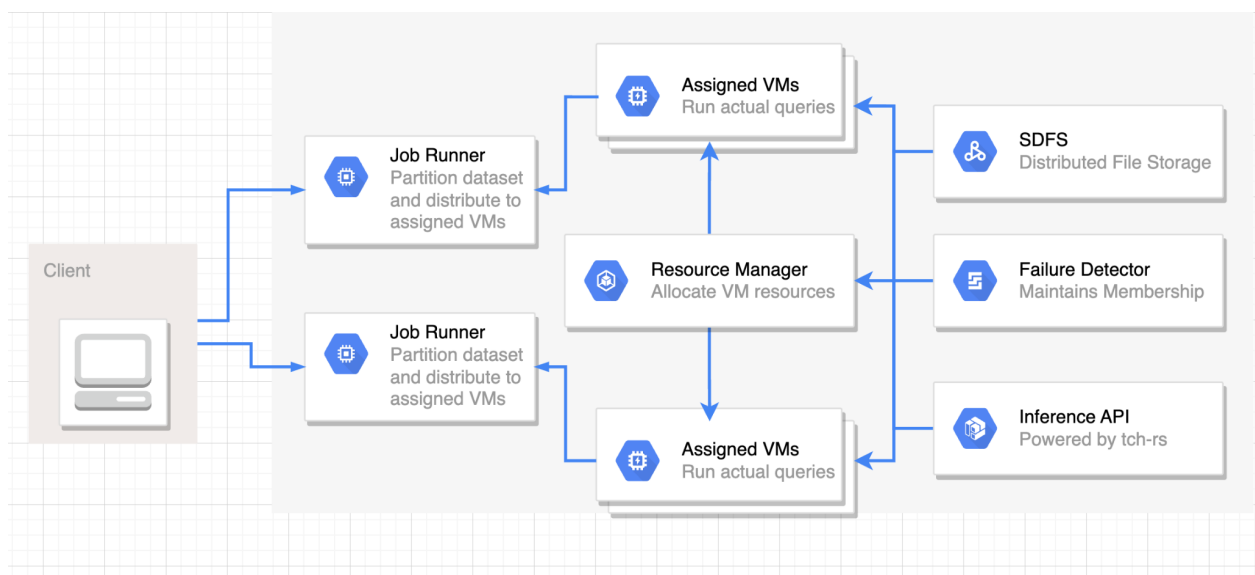 Client
Job Runner
Partition dataset
and distribute to
assigned VMs
Job Runner
Partition dataset
and distribute to
assigned VMs
Assigned VMs
Run actual queries
Resource Manager
Allocate VM resources
Assigned VMs
Run actual queries
SDFS
Distributed File Storage
Failure Detector
Maintains Membership
Inference API
Powered by tch-rs